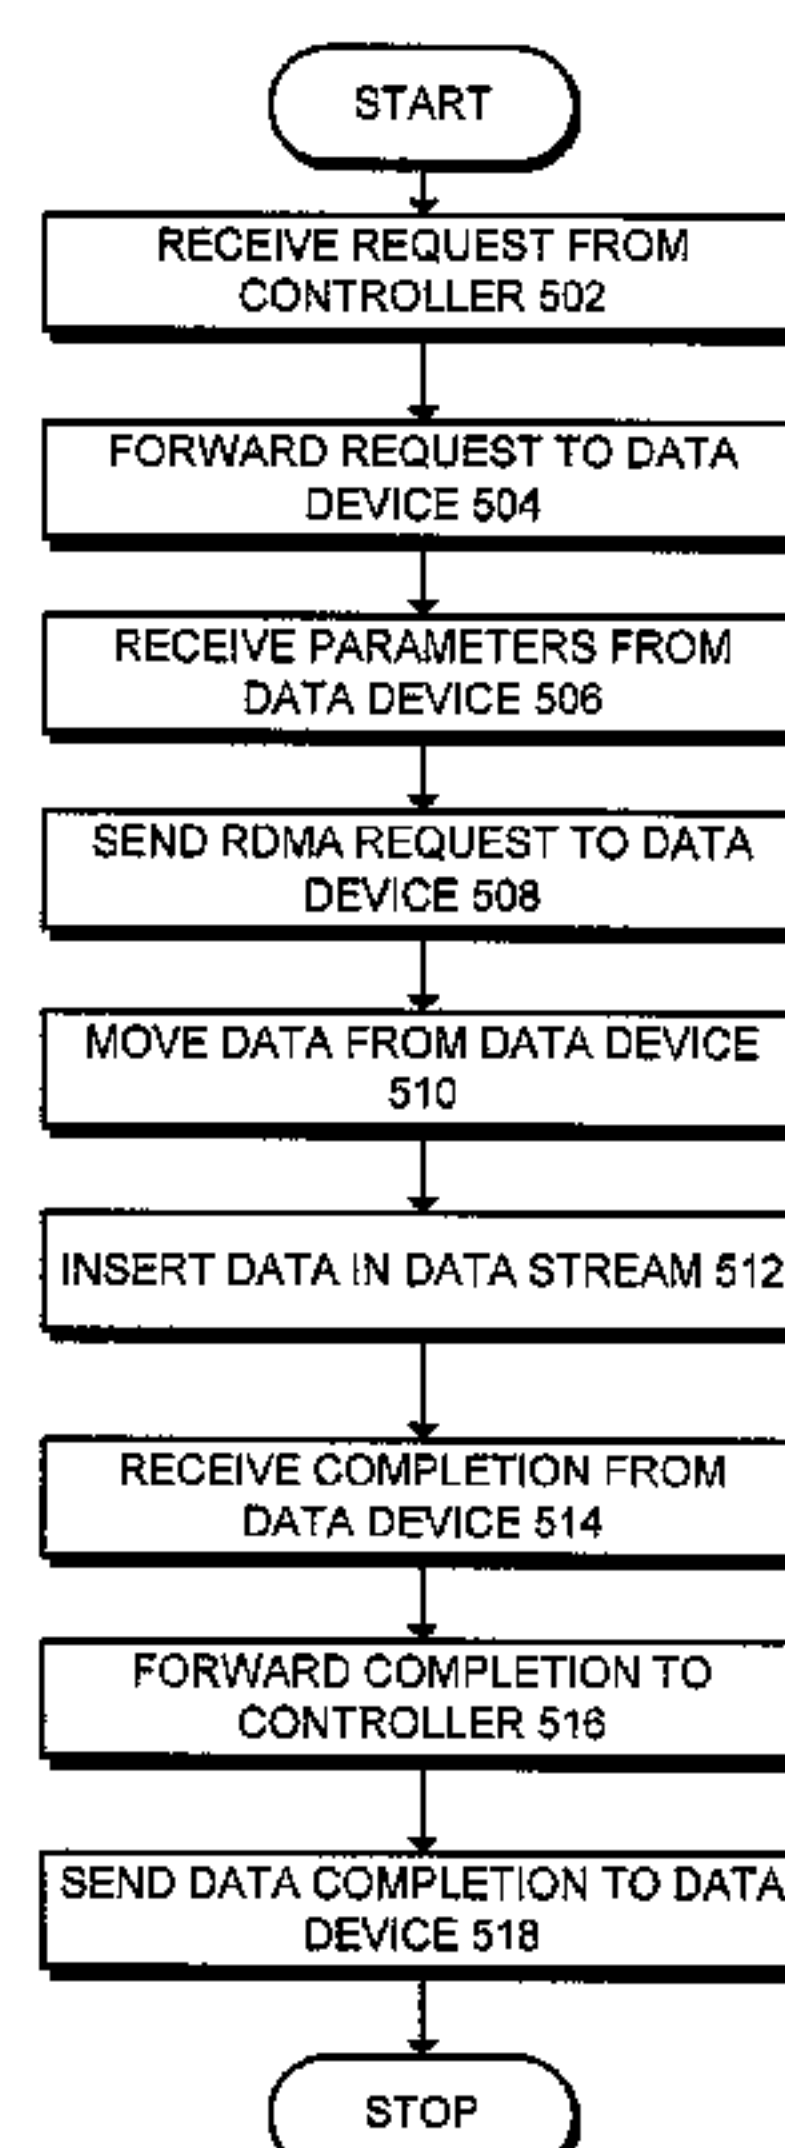 START
RECEIVE REQUEST FROM
CONTROLLER 502
FORWARD REQUEST TO DATA
DEVICE 504
RECEIVE PARAMETERS FROM
DATA DEVICE 506
SEND RDMA REQUEST TO DATA
DEVICE 508
MOVE DATA FROM DATA DEVICE
510
INSERT DATA IN DATA STREAM 512
RECEIVE COMPLETION FROM
DATA DEVICE 514
FORWARD COMPLETION TO
CONTROLLER 516
SEND DATA COMPLETION TO DATA
DEVICE 518
STOP